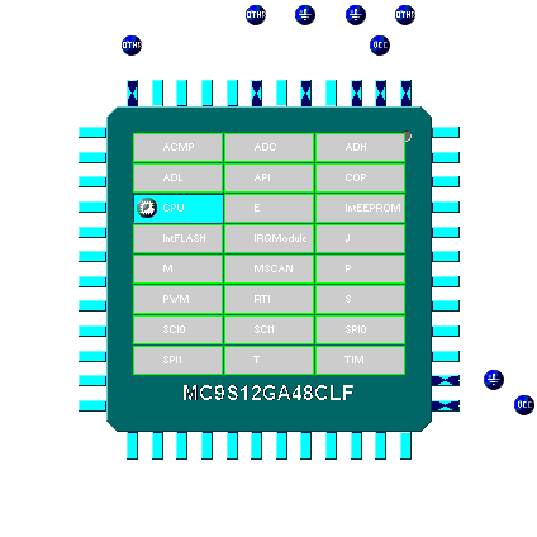 OTHR OTHR
OTHR VCC
ACMP ADC ADH
ADL API COP
CPU E IntEEPROM
IntFLASH IRQModule J
M MSCAN P
PWM RTI S
SCI0 SCI1 SPI0
SPI1 T TIM
VCC
MC9S12GA48CLF